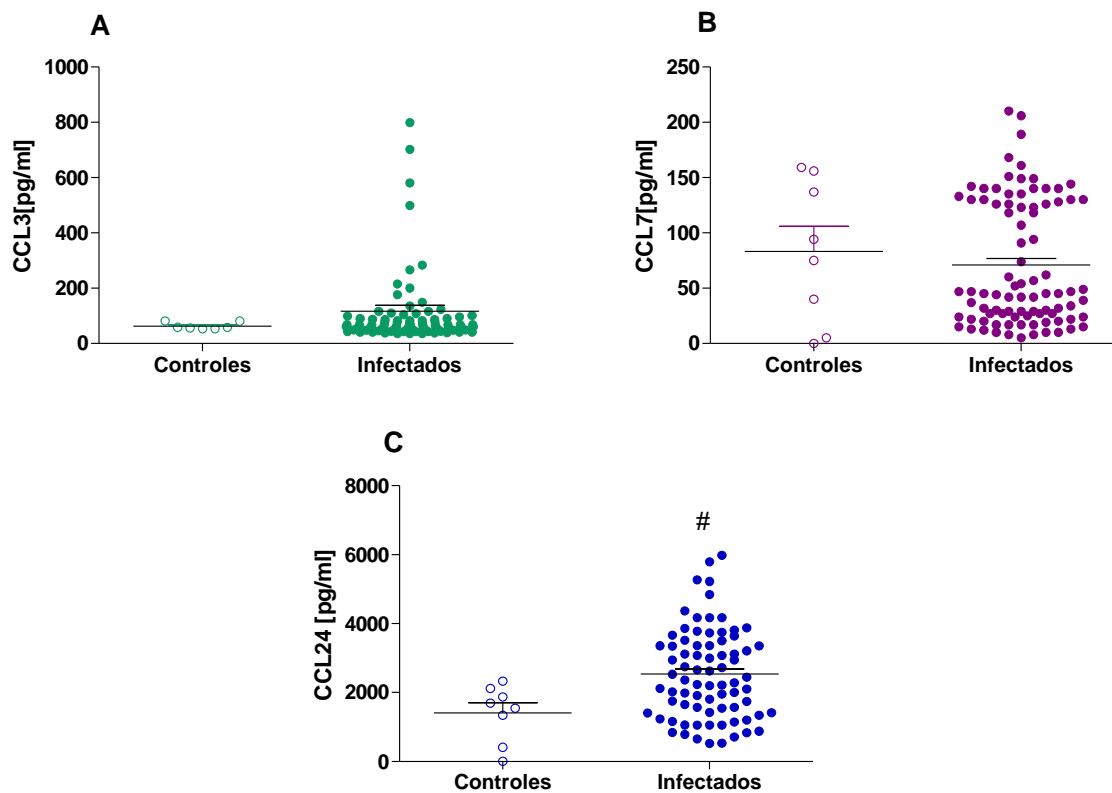 A
CCL3[pg/ml]
1000
800
600
400
200
0
Controles Infectados
B
CCL7[pg/ml]
250
200
150
100
50
0
Controles Infectados
C
CCL24 [pg/ml]
8000
6000
4000
2000
0
#
Controles Infectados